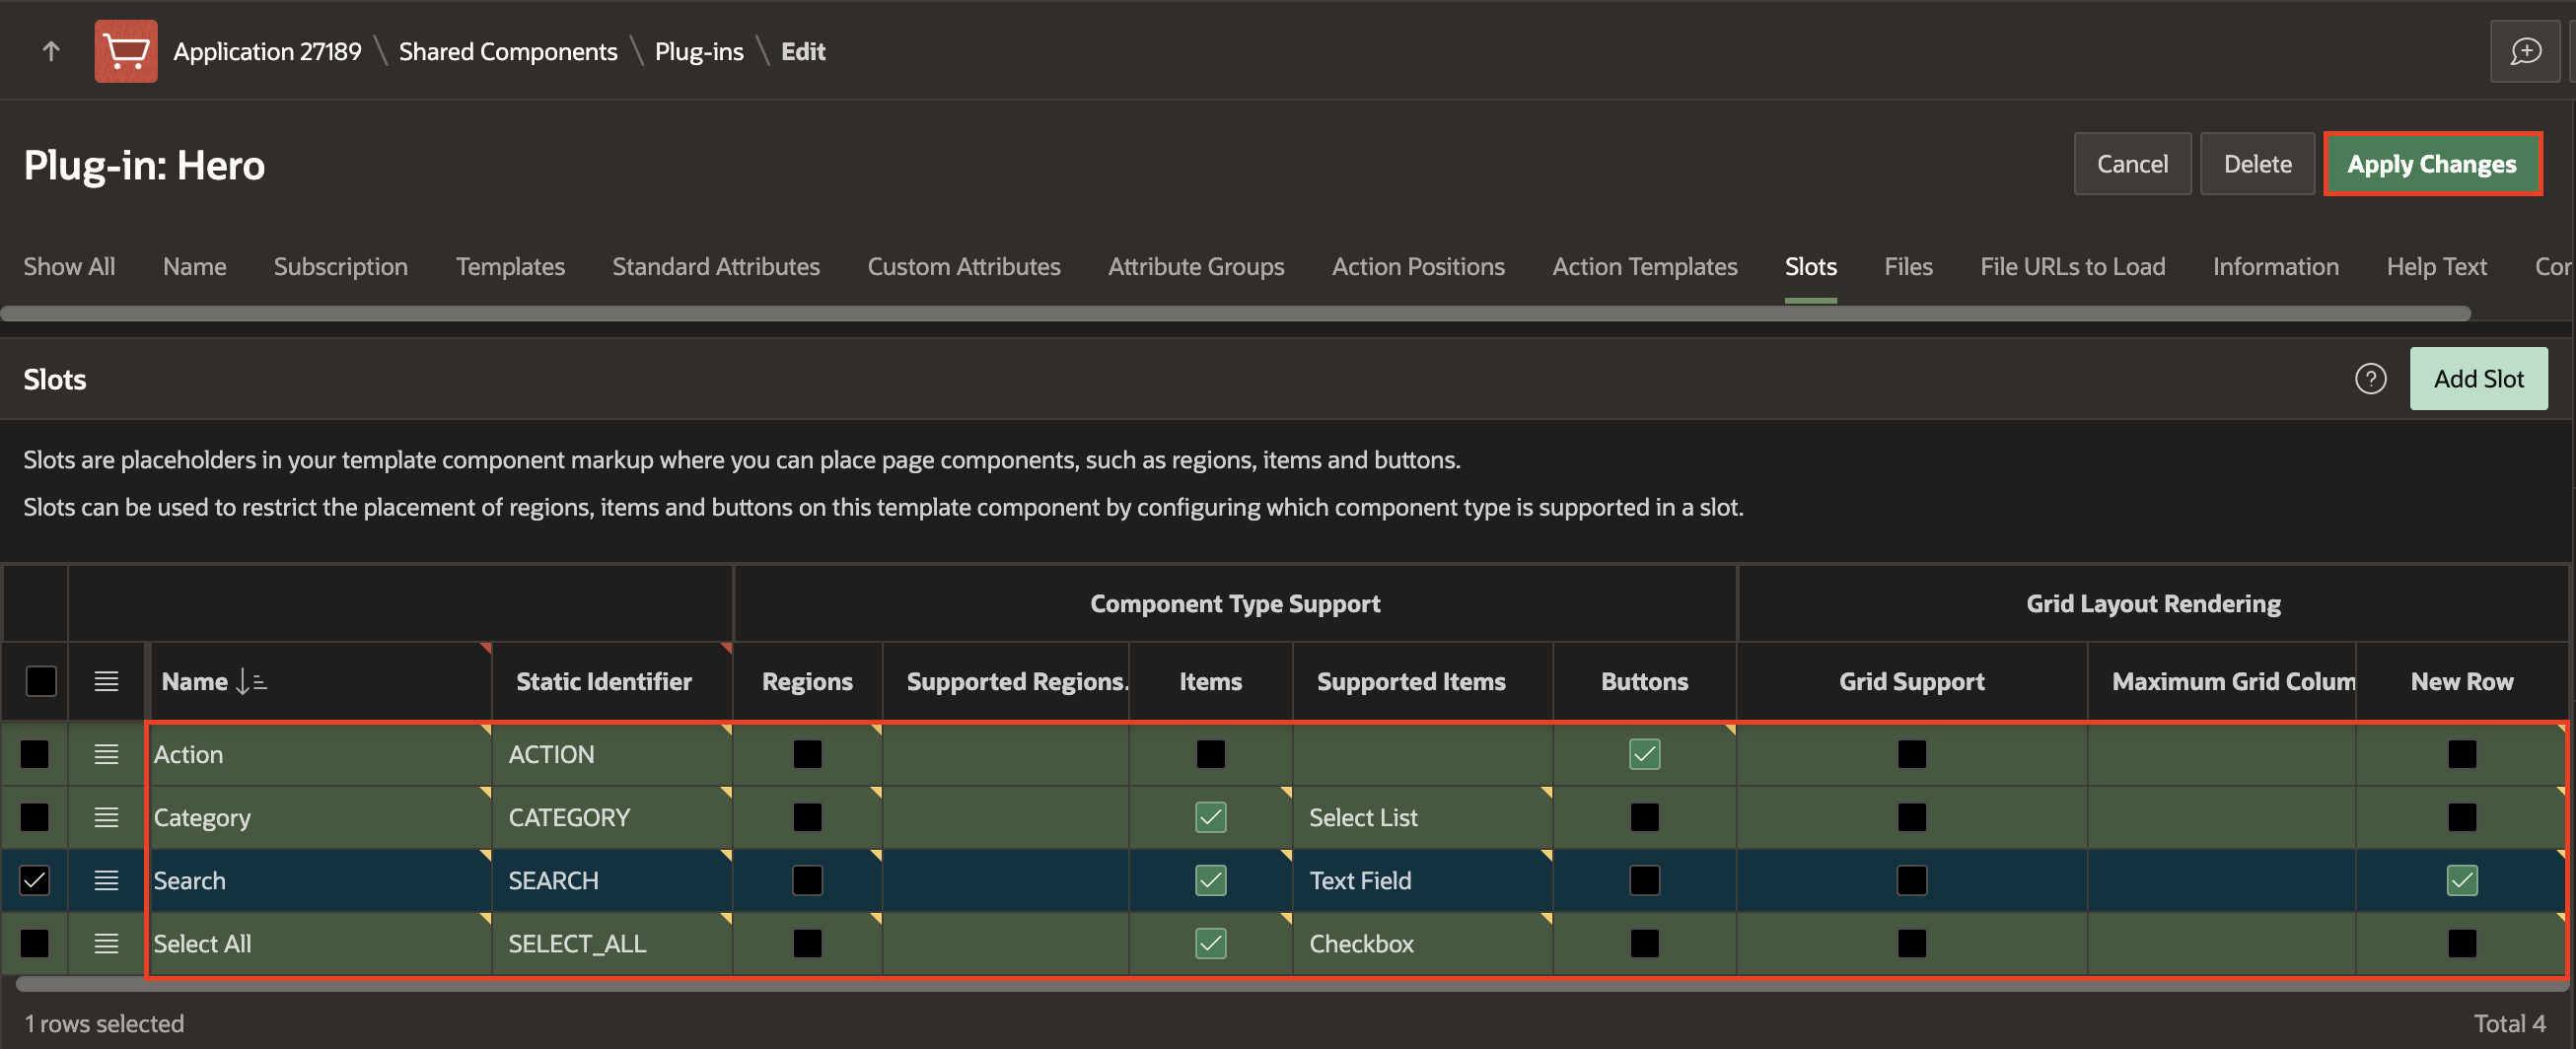 Application 27189 \ Shared Components \ Plug-ins \ Edit
Plug-in: Hero
Cancel Delete Apply Changes
Show All Name Subscription Templates Standard Attributes Custom Attributes Attribute Groups Action Positions Action Templates Slots Files File URLs to Load Information Help Text Cor
Slots
Add Slot
Slots are placeholders in your template component markup where you can place page components, such as regions, items and buttons.
Slots can be used to restrict the placement of regions, items and buttons on this template component by configuring which component type is supported in a slot.
Component Type Support Grid Layout Rendering
Name Static Identifier Regions Supported Regions. Items Supported Items Buttons Grid Support Maximum Grid Colum New Row
Action ACTION
Category CATEGORY Select List
Search SEARCH Text Field
Select All SELECT_ALL Checkbox
1 rows selected Total 4